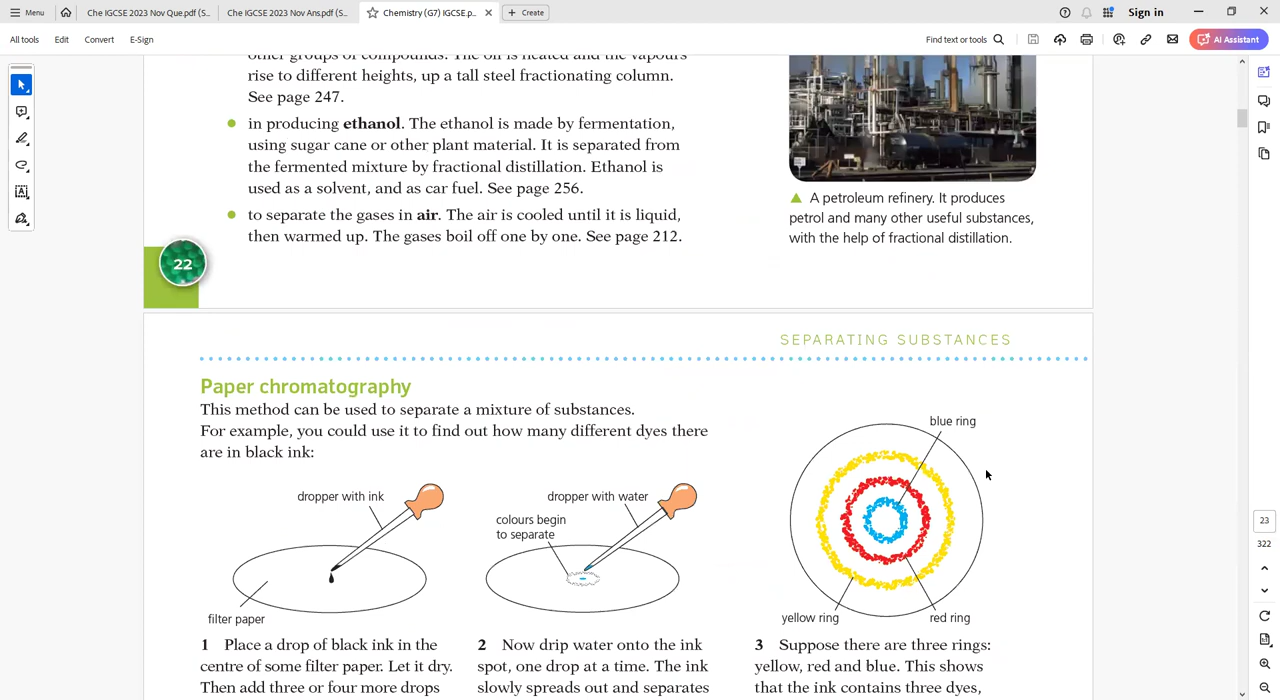 Menu
Che IGCSE 2023 Nov Que.pdf (S...
Che IGCSE 2023 Nov Ans.pdf (S...
Chemistry (G7) IGCSE.p...
Create
Sign in
All tools
Edit
Convert
E-Sign
Find text or tools
AI Assistant
other groups of compounds. The oil is heated and the vapours
rise to different heights, up a tall steel fractionating column.
See page 247.
in producing ethanol. The ethanol is made by fermentation,
using sugar cane or other plant material. It is separated from
the fermented mixture by fractional distillation. Ethanol is
used as a solvent, and as car fuel. See page 256.
to separate the gases in air. The air is cooled until it is liquid,
then warmed up. The gases boil off one by one. See page 212.
A petroleum refinery. It produces
petrol and many other useful substances,
with the help of fractional distillation.
22
SEPARATING SUBSTANCES
Paper chromatography
This method can be used to separate a mixture of substances.
For example, you could use it to find out how many different dyes there
are in black ink:
dropper with ink
filter paper
dropper with water
colours begin
to separate
blue ring
yellow ring
red ring
1 Place a drop of black ink in the
centre of some filter paper. Let it dry.
Then add three or four more drops
2 Now drip water onto the ink
spot, one drop at a time. The ink
slowly spreads out and separates
3 Suppose there are three rings:
yellow, red and blue. This shows
that the ink contains three dyes,
23
322